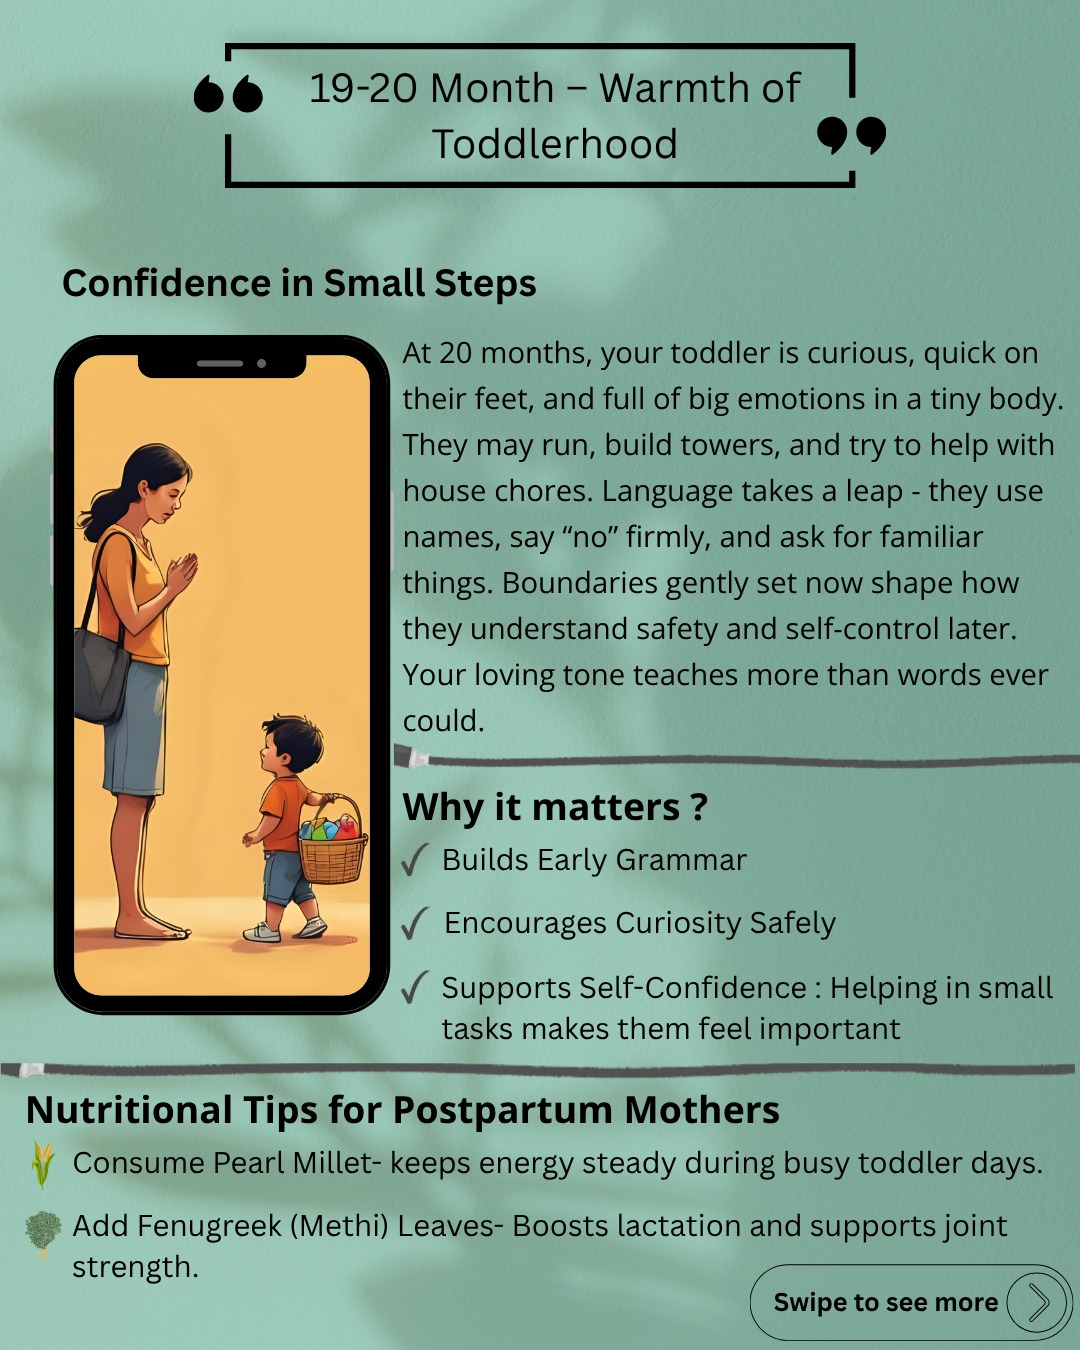 19-20 Month – Warmth of
Toddlerhood
Confidence in Small Steps
At 20 months, your toddler is curious, quick on
their feet, and full of big emotions in a tiny body.
They may run, build towers, and try to help with
house chores. Language takes a leap - they use
names, say “no” firmly, and ask for familiar
things. Boundaries gently set now shape how
they understand safety and self-control later.
Your loving tone teaches more than words ever
could.
Why it matters ?
Builds Early Grammar
Encourages Curiosity Safely
Supports Self-Confidence : Helping in small
tasks makes them feel important
Nutritional Tips for Postpartum Mothers
Consume Pearl Millet- keeps energy steady during busy toddler days.
Add Fenugreek (Methi) Leaves- Boosts lactation and supports joint
strength.
Swipe to see more